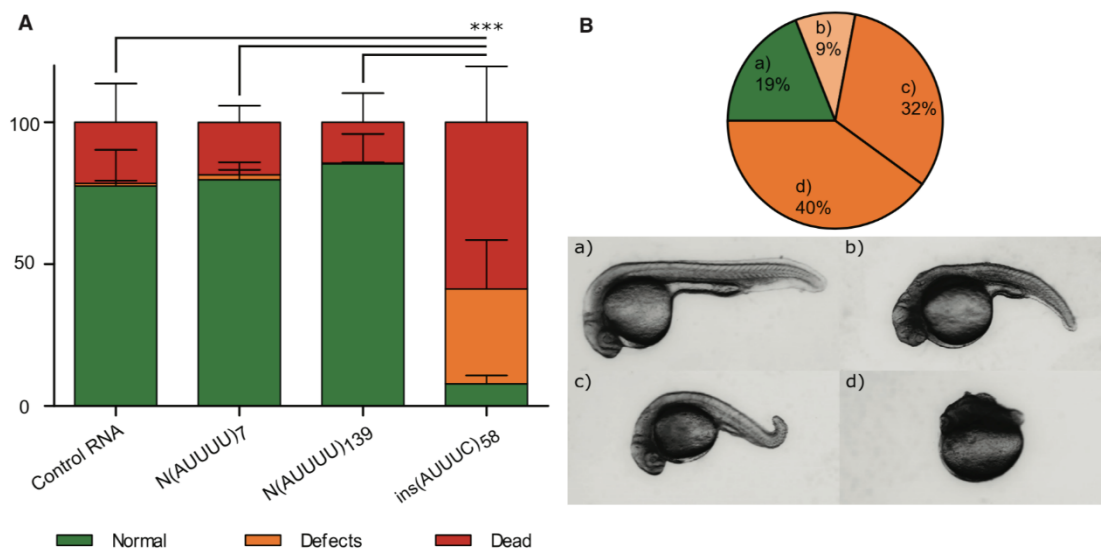 A
***
100
50
0
Control RNA
N(AUUUU)7
N(AUUUU)139
ins(AUUUC)58
Normal
Defects
Dead
B
b)
9%
a)
19%
c)
32%
d)
40%
a)
b)
c)
d)